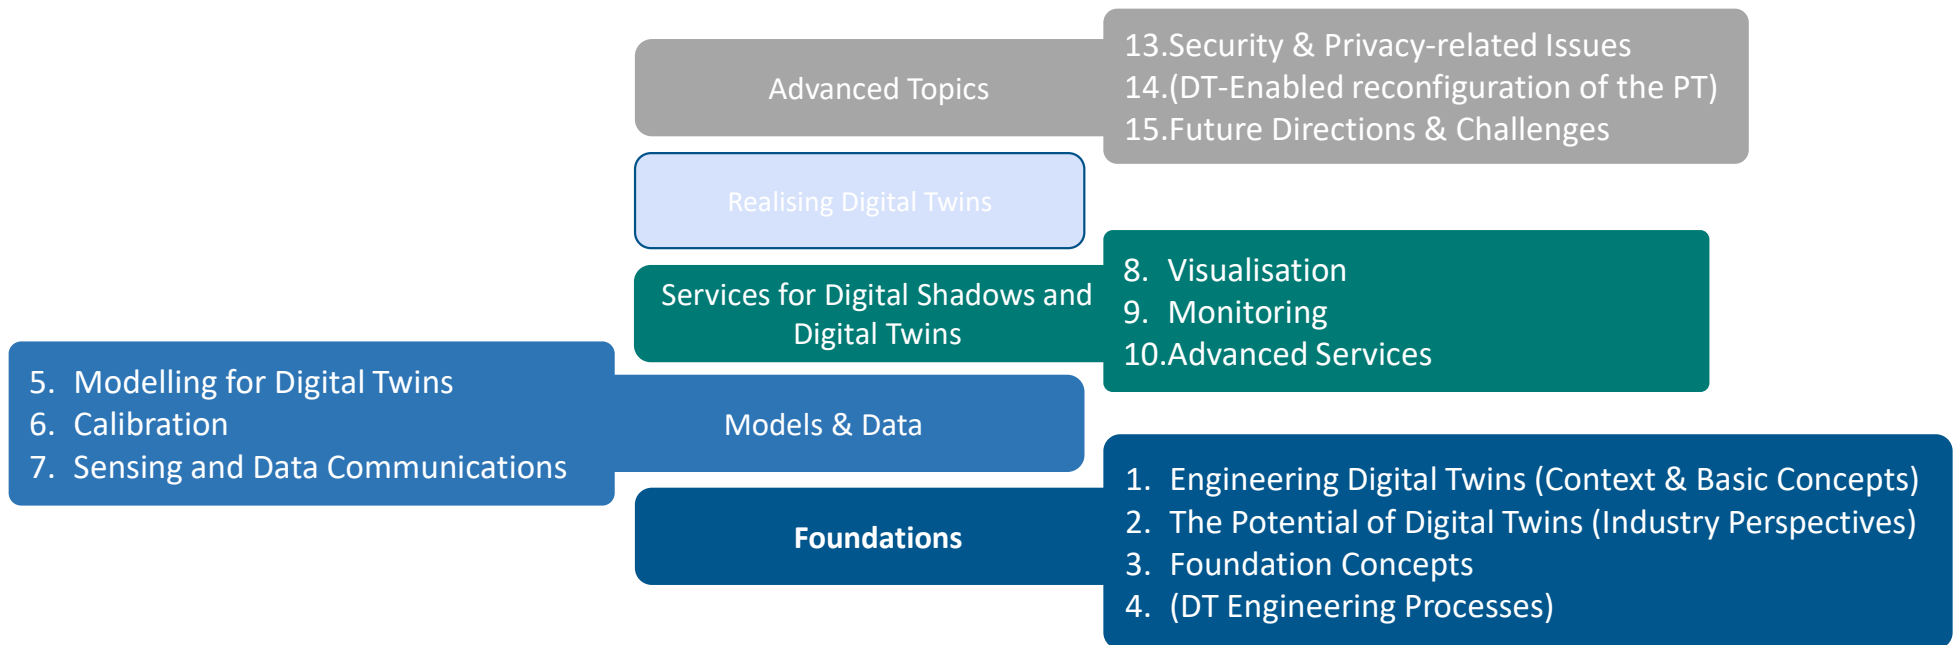 Advanced Topics
13.Security & Privacy-related Issues
14.(DT-Enabled reconfiguration of the PT)
15.Future Directions & Challenges
Realising Digital Twins
Services for Digital Shadows and
Digital Twins
8. Visualisation
9. Monitoring
10.Advanced Services
5. Modelling for Digital Twins
6. Calibration
7. Sensing and Data Communications
Models & Data
Foundations
1. Engineering Digital Twins (Context & Basic Concepts)
2. The Potential of Digital Twins (Industry Perspectives)
3. Foundation Concepts
4. (DT Engineering Processes)